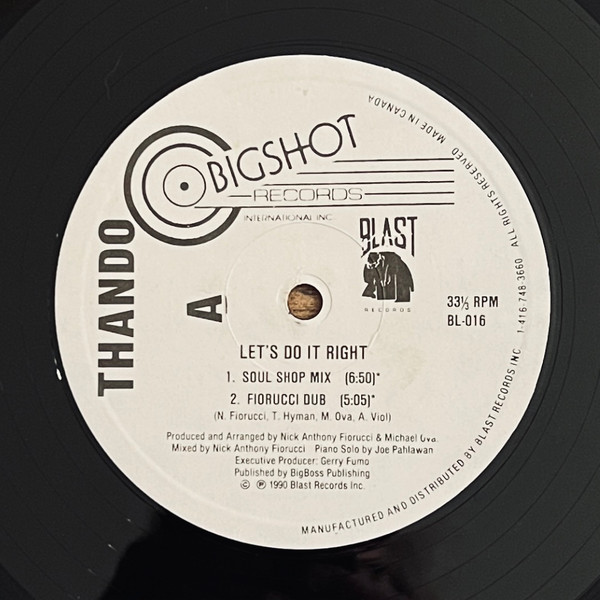 THANDO
BIGSHOT
RECORDS
INTERNATIONAL INC.
BLAST
RECORDS
A
33⅓ RPM
BL-016
LET'S DO IT RIGHT
1. SOUL SHOP MIX (6:50)*
2. FIORUCCI DUB (5:05)*
(N. Fiorucci, T. Hyman, M. Ova, A. Viol)
Produced and Arranged by Nick Anthony Fiorucci & Michael Ova.
Mixed by Nick Anthony Fiorucci Piano Solo by Joe Pahlawan
Executive Producer: Gerry Fumo
Published by BigBoss Publishing
© ℗ 1990 Blast Records Inc.
MANUFACTURED AND DISTRIBUTED BY BLAST RECORDS INC 1-416-748-3660 ALL RIGHTS RESERVED MADE IN CANADA